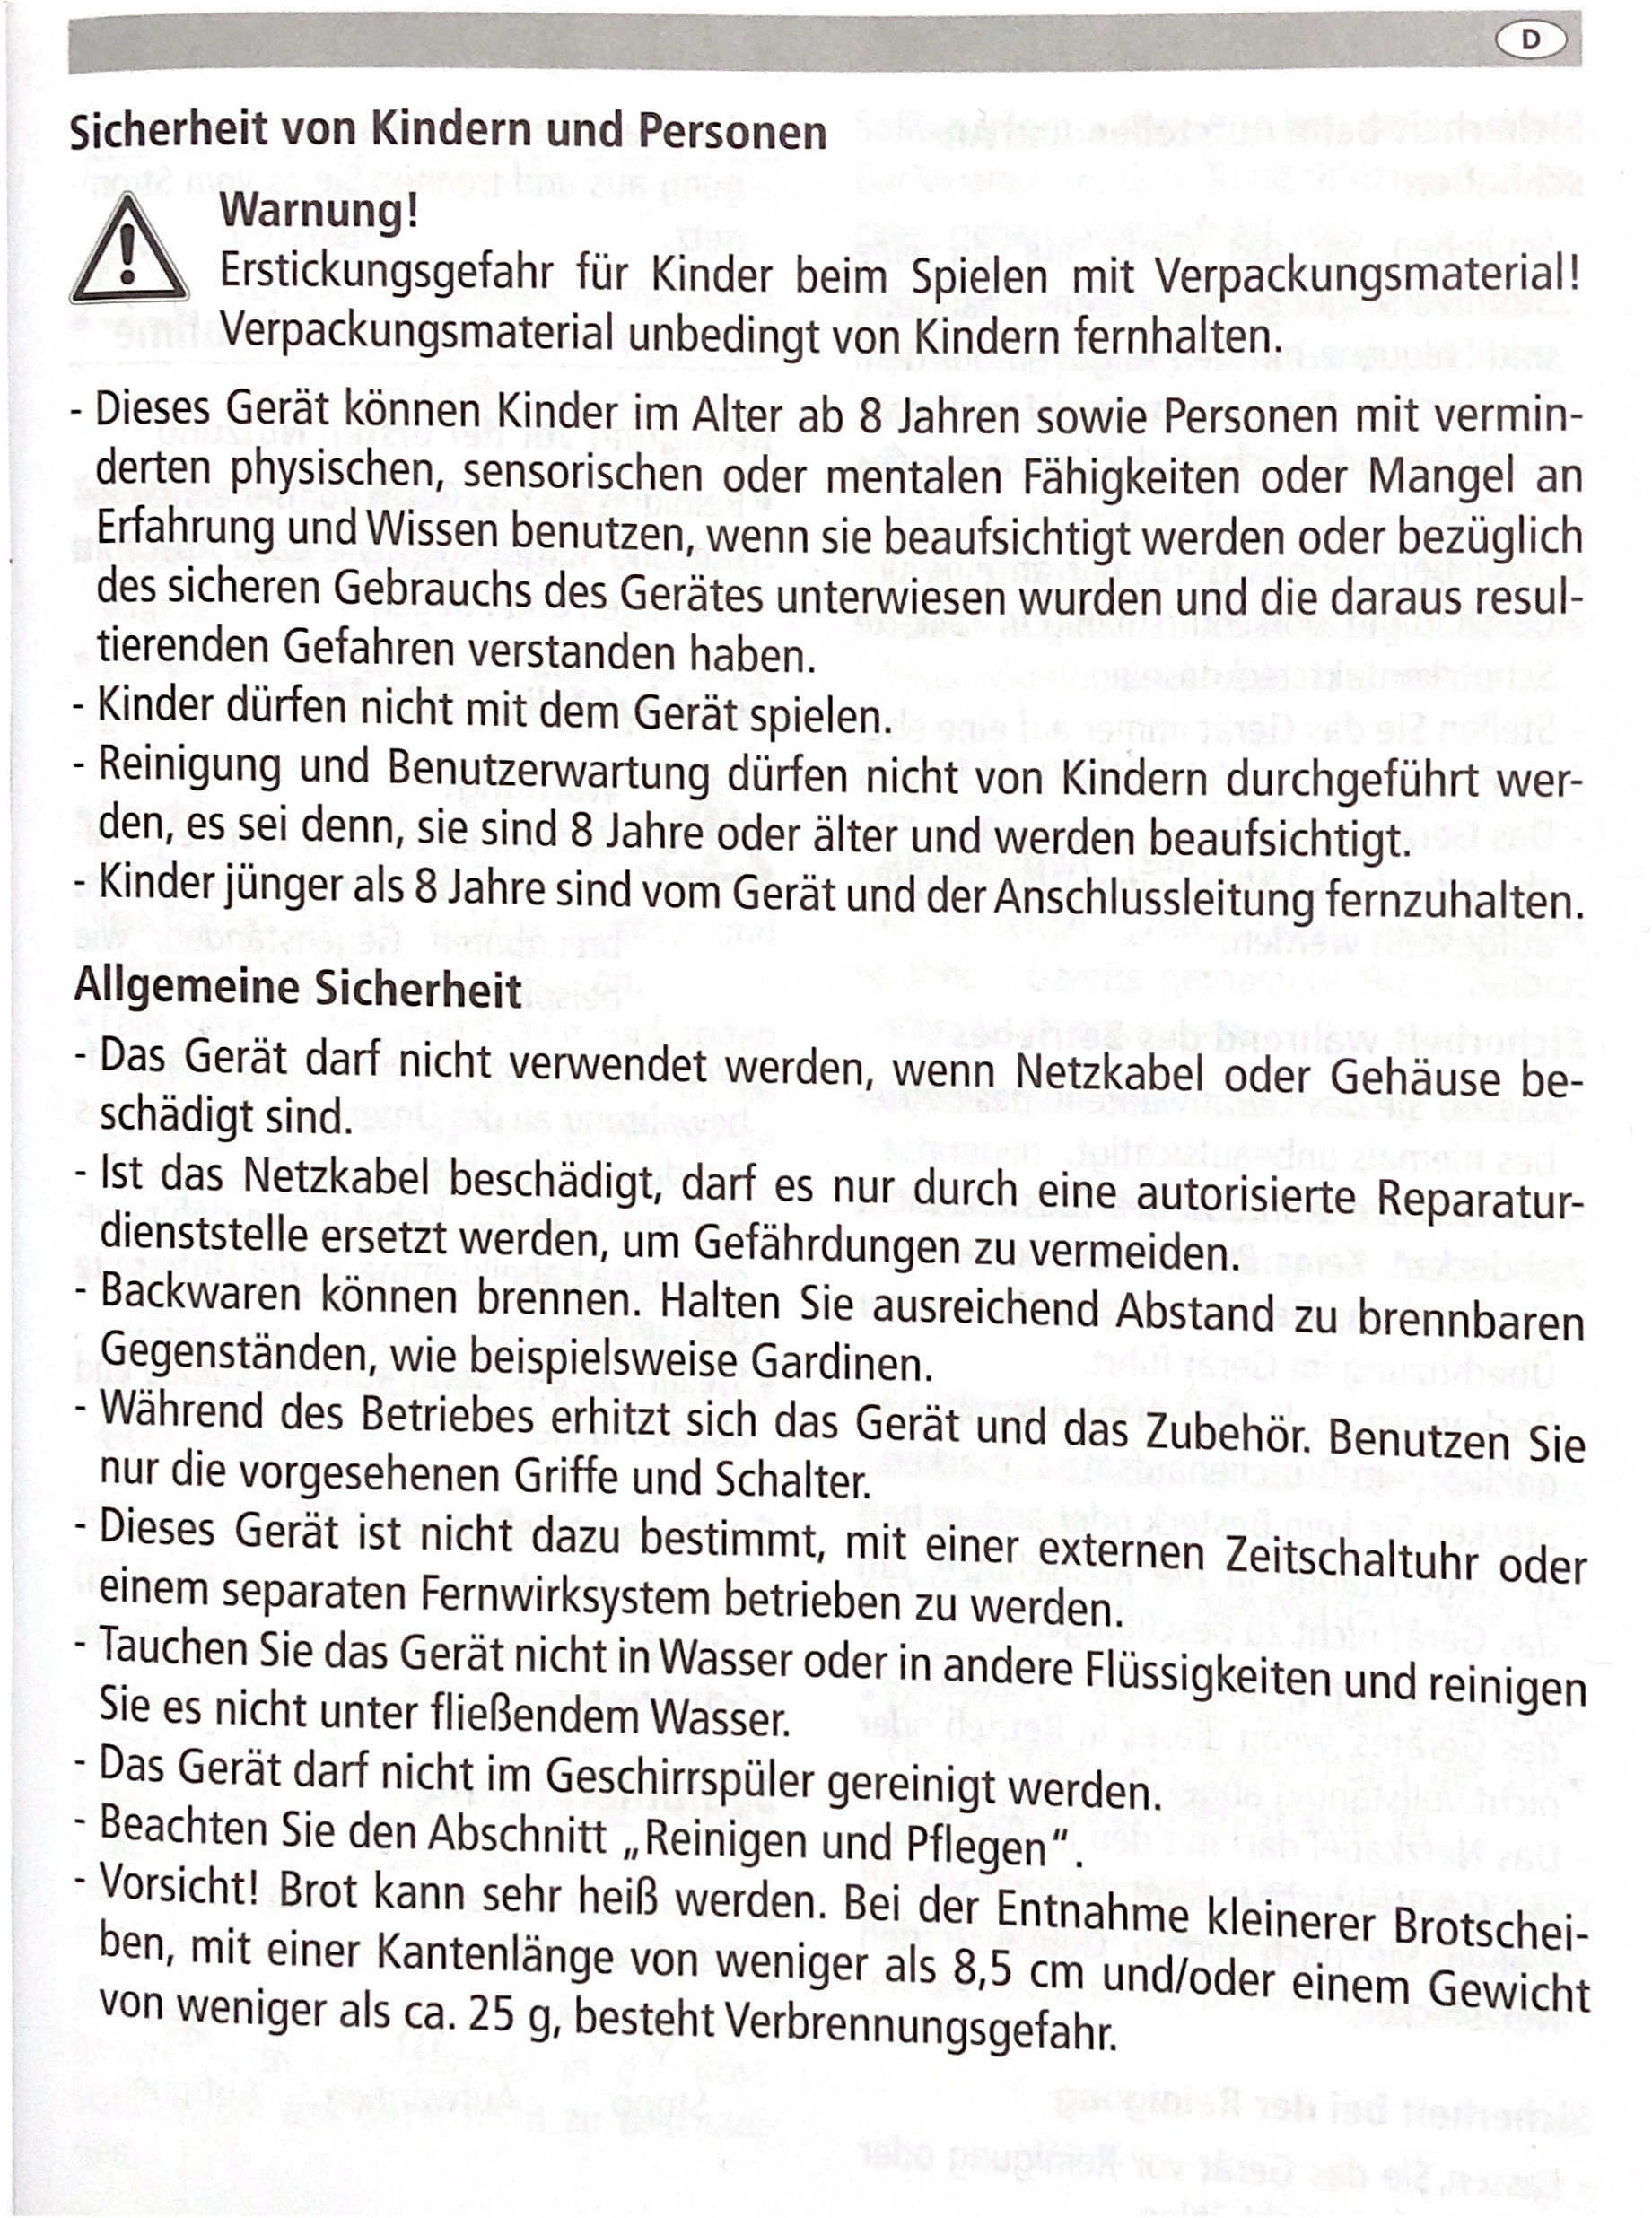 D
Sicherheit von Kindern und Personen
Warnung!
Erstickungsgefahr für Kinder beim Spielen mit Verpackungsmaterial!
Verpackungsmaterial unbedingt von Kindern fernhalten.
- Dieses Gerät können Kinder im Alter ab 8 Jahren sowie Personen mit vermin-
derten physischen, sensorischen oder mentalen Fähigkeiten oder Mangel an
Erfahrung und Wissen benutzen, wenn sie beaufsichtigt werden oder bezüglich
des sicheren Gebrauchs des Gerätes unterwiesen wurden und die daraus resul-
tierenden Gefahren verstanden haben.
- Kinder dürfen nicht mit dem Gerät spielen.
- Reinigung und Benutzerwartung dürfen nicht von Kindern durchgeführt wer-
den, es sei denn, sie sind 8 Jahre oder älter und werden beaufsichtigt.
- Kinder jünger als 8 Jahre sind vom Gerät und der Anschlussleitung fernzuhalten.
Allgemeine Sicherheit
- Das Gerät darf nicht verwendet werden, wenn Netzkabel oder Gehäuse be-
schädigt sind.
- Ist das Netzkabel beschädigt, darf es nur durch eine autorisierte Reparatur-
dienststelle ersetzt werden, um Gefährdungen zu vermeiden.
- Backwaren können brennen. Halten Sie ausreichend Abstand zu brennbaren
Gegenständen, wie beispielsweise Gardinen.
- Während des Betriebes erhitzt sich das Gerät und das Zubehör. Benutzen Sie
nur die vorgesehenen Griffe und Schalter.
- Dieses Gerät ist nicht dazu bestimmt, mit einer externen Zeitschaltuhr oder
einem separaten Fernwirksystem betrieben zu werden.
- Tauchen Sie das Gerät nicht in Wasser oder in andere Flüssigkeiten und reinigen
Sie es nicht unter fließendem Wasser.
- Das Gerät darf nicht im Geschirrspüler gereinigt werden.
- Beachten Sie den Abschnitt „Reinigen und Pflegen“ .
- Vorsicht! Brot kann sehr heiß werden. Bei der Entnahme kleinerer Brotschei-
ben, mit einer Kantenlänge von weniger als 8,5 cm und/oder einem Gewicht
von weniger als ca. 25 g, besteht Verbrennungsgefahr.